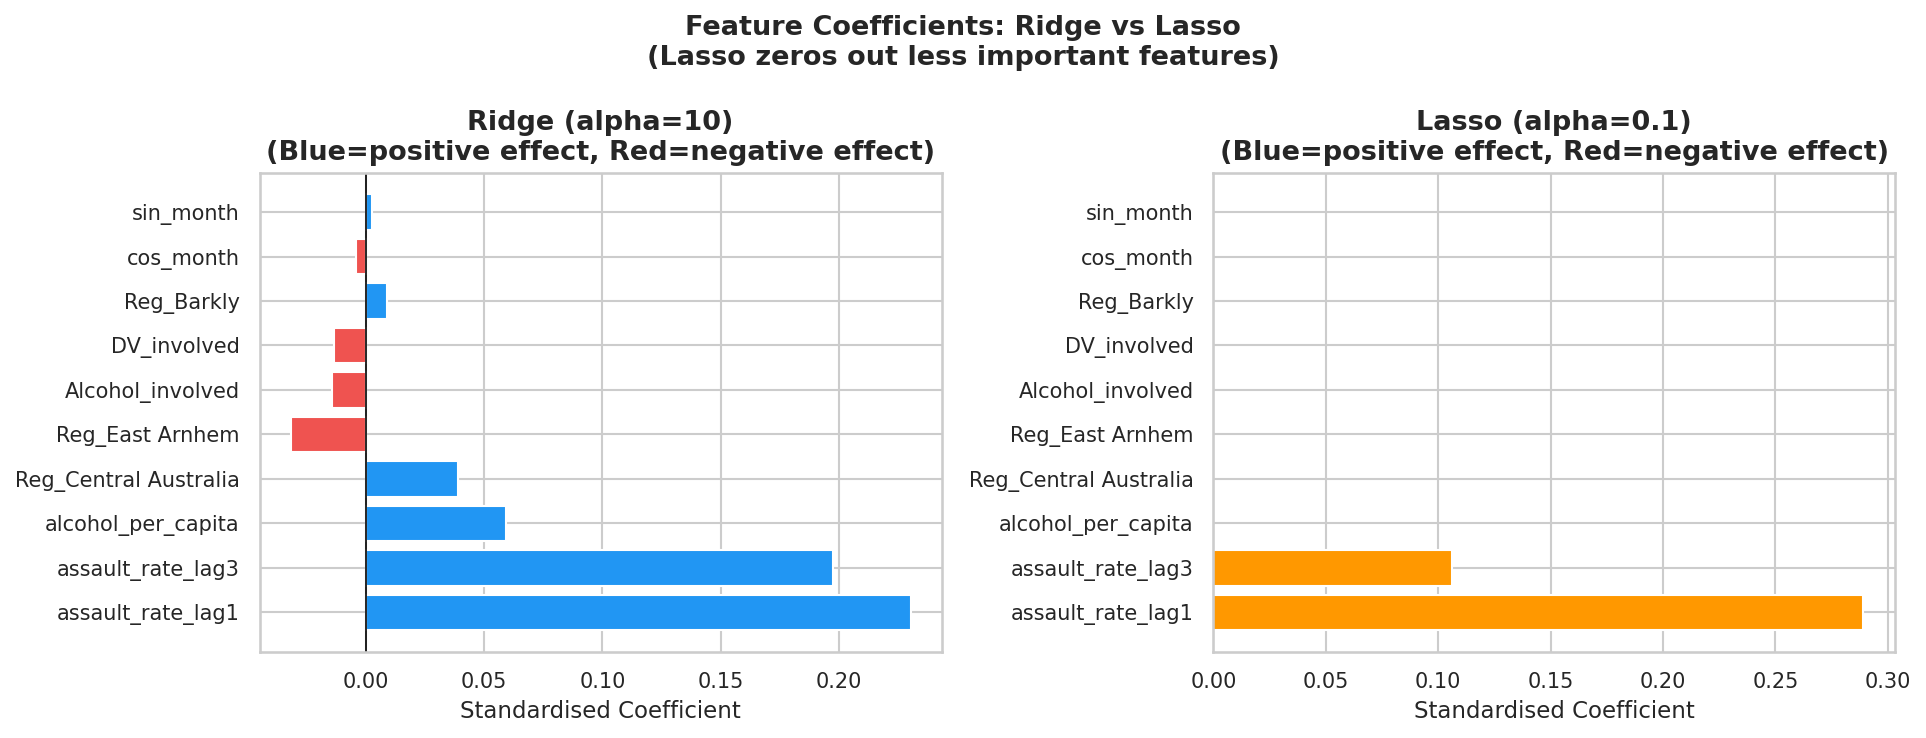 Feature Coefficients: Ridge vs Lasso
(Lasso zeros out less important features)
Ridge (alpha=10)
(Blue=positive effect, Red=negative effect)
sin_month
cos_month
Reg_Barkly
DV_involved
Alcohol_involved
Reg_East Arnhem
Reg_Central Australia
alcohol_per_capita
assault_rate_lag3
assault_rate_lag1
0.00 0.05 0.10 0.15 0.20
Standardised Coefficient
Lasso (alpha=0.1)
(Blue=positive effect, Red=negative effect)
sin_month
cos_month
Reg_Barkly
DV_involved
Alcohol_involved
Reg_East Arnhem
Reg_Central Australia
alcohol_per_capita
assault_rate_lag3
assault_rate_lag1
0.00 0.05 0.10 0.15 0.20 0.25 0.30
Standardised Coefficient